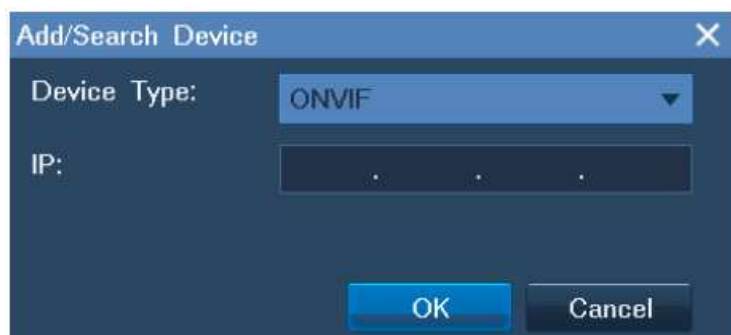 Add/Search Device
Device Type: ONVIF
IP: . . .
OK Cancel